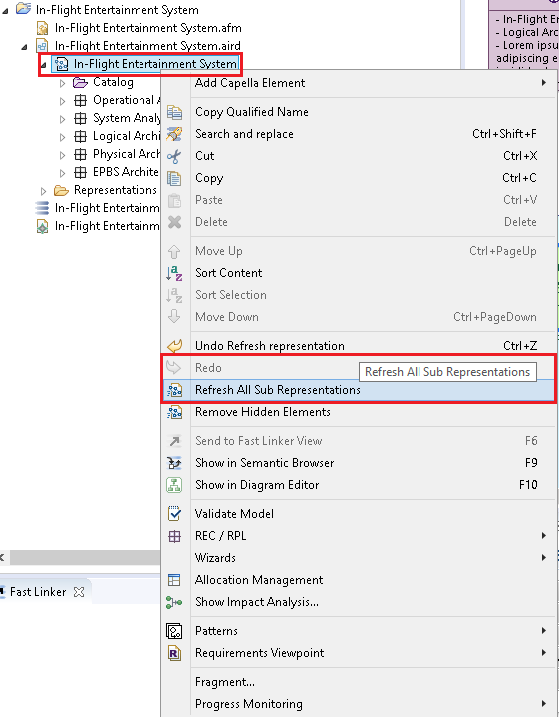 In-Flight Entertainment System
In-Flight Entertainment System.afm
In-Flight Entertainment System.aird
In-Flight Entertainment System
Catalog
Operational A
System Analy
Logical Archi
Physical Arch
EPBS Archite
Representations
In-Flight Entertainm
In-Flight Entertainm
- In-Flight E
- Logical Arc
- Lorem ipsu
adipiscing e
Add Capella Element
Copy Qualified Name
Search and replace Ctrl+Shift+F
Cut Ctrl+X
Copy Ctrl+C
Paste Ctrl+V
Delete Delete
Move Up Ctrl+PageUp
Sort Content
Sort Selection
Move Down Ctrl+PageDown
Undo Refresh representation Ctrl+Z
Redo
Refresh All Sub Representations
Refresh All Sub Representations
Remove Hidden Elements
Send to Fast Linker View F6
Show in Semantic Browser F9
Show in Diagram Editor F10
Validate Model
REC / RPL
Wizards
Allocation Management
Show Impact Analysis...
Patterns
Requirements Viewpoint
Fragment...
Progress Monitoring
Fast Linker